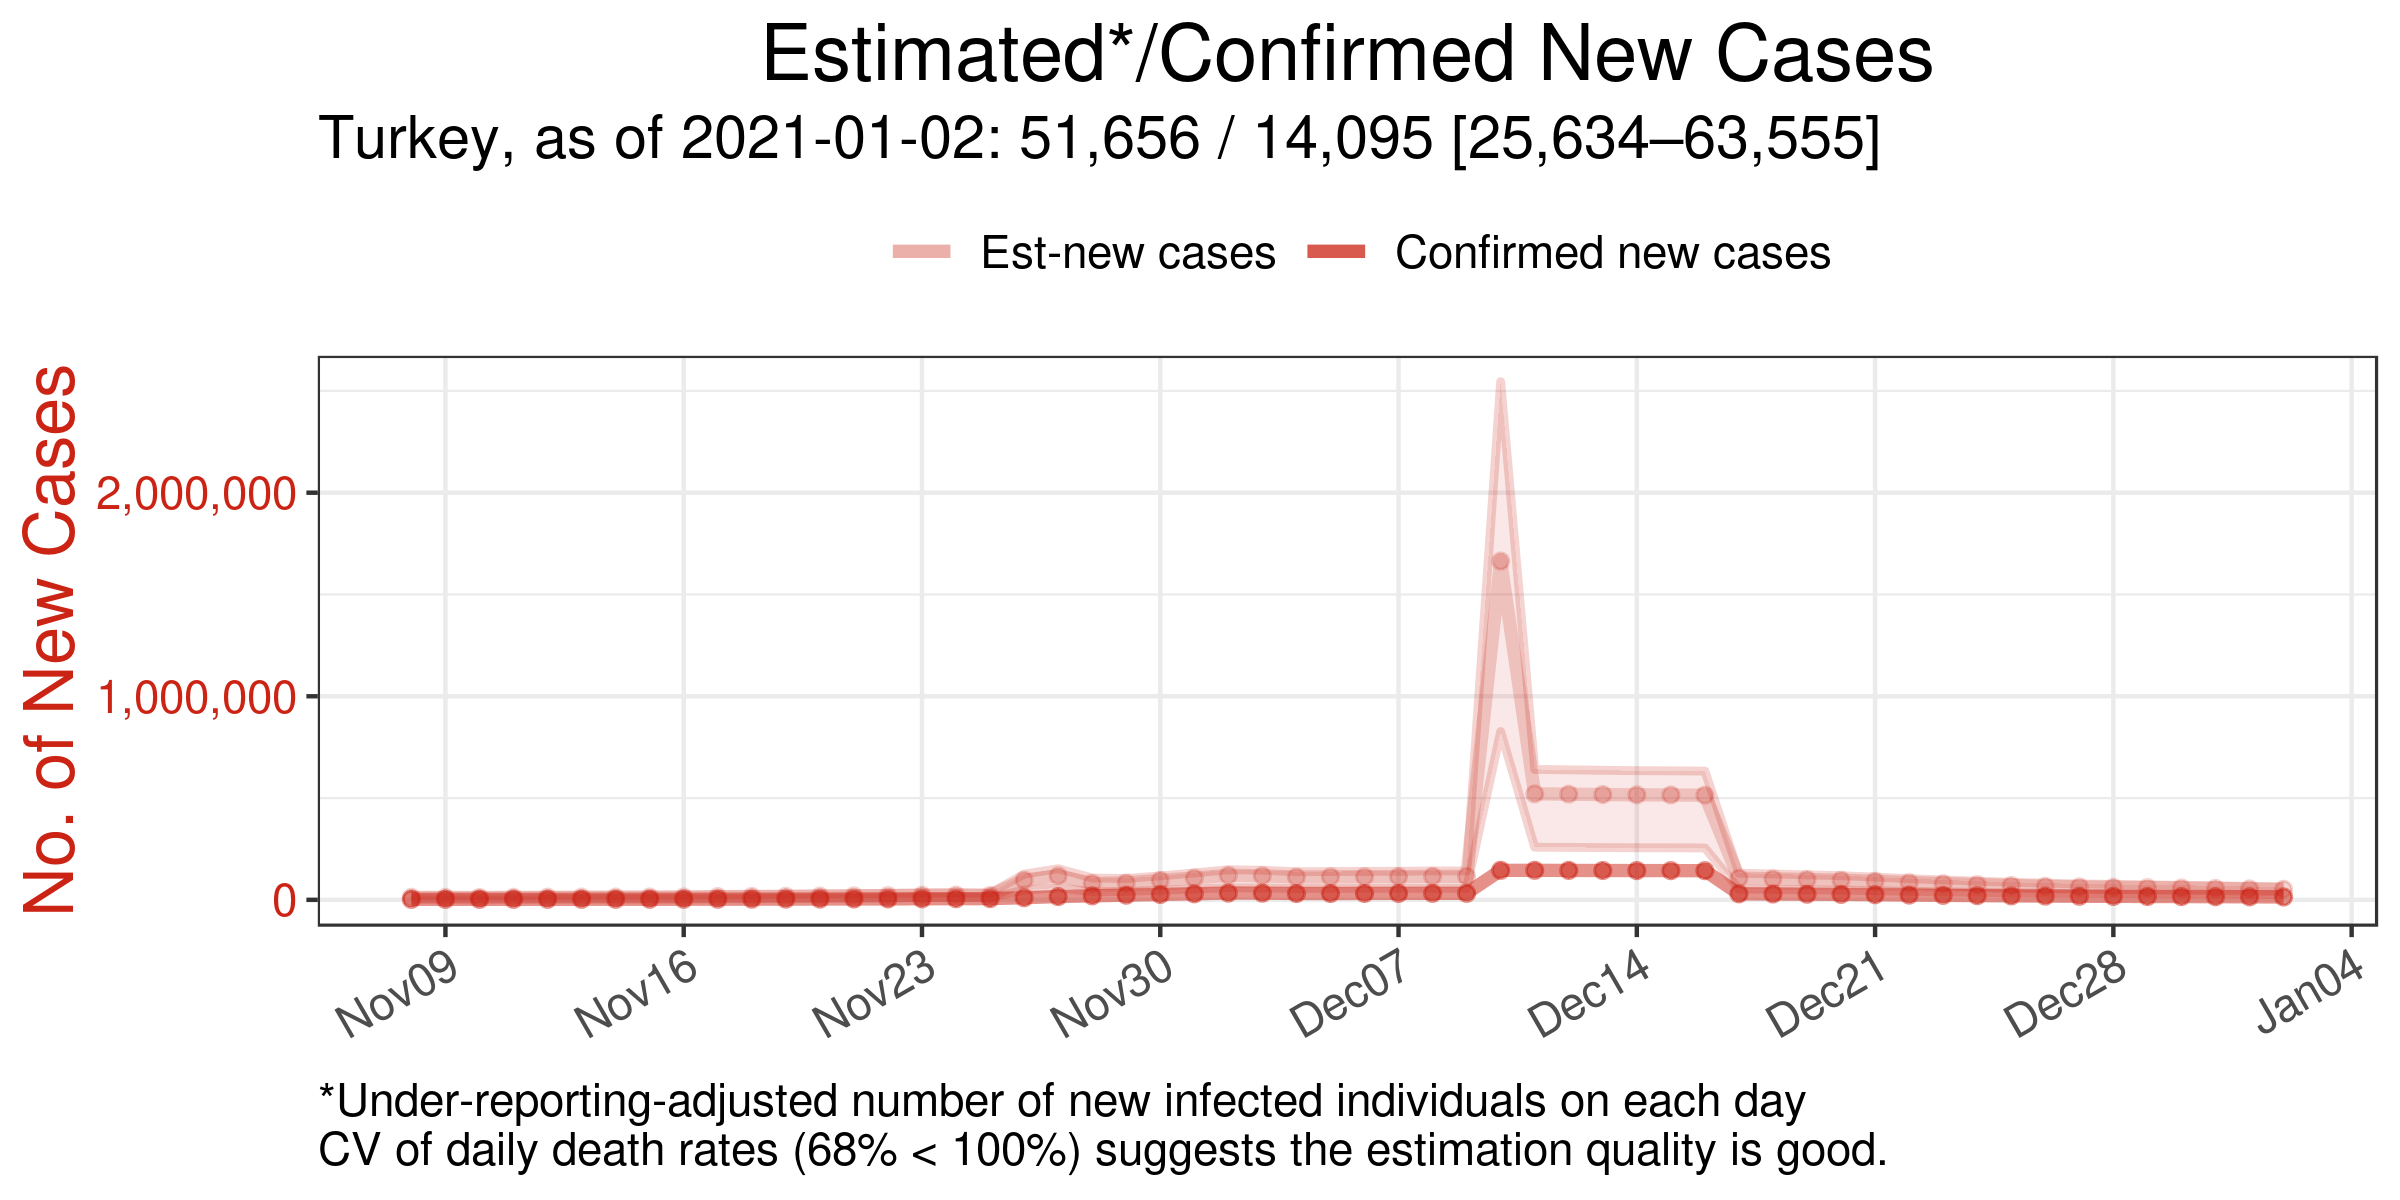 Estimated*/Confirmed New Cases
Turkey, as of 2021-01-02: 51,656 / 14,095 [25,634–63,555]
Est-new cases
Confirmed new cases
No. of New Cases
2,000,000
1,000,000
0
Nov09
Nov16
Nov23
Nov30
Dec07
Dec14
Dec21
Dec28
Jan04
*Under-reporting-adjusted number of new infected individuals on each day
CV of daily death rates (68% < 100%) suggests the estimation quality is good.